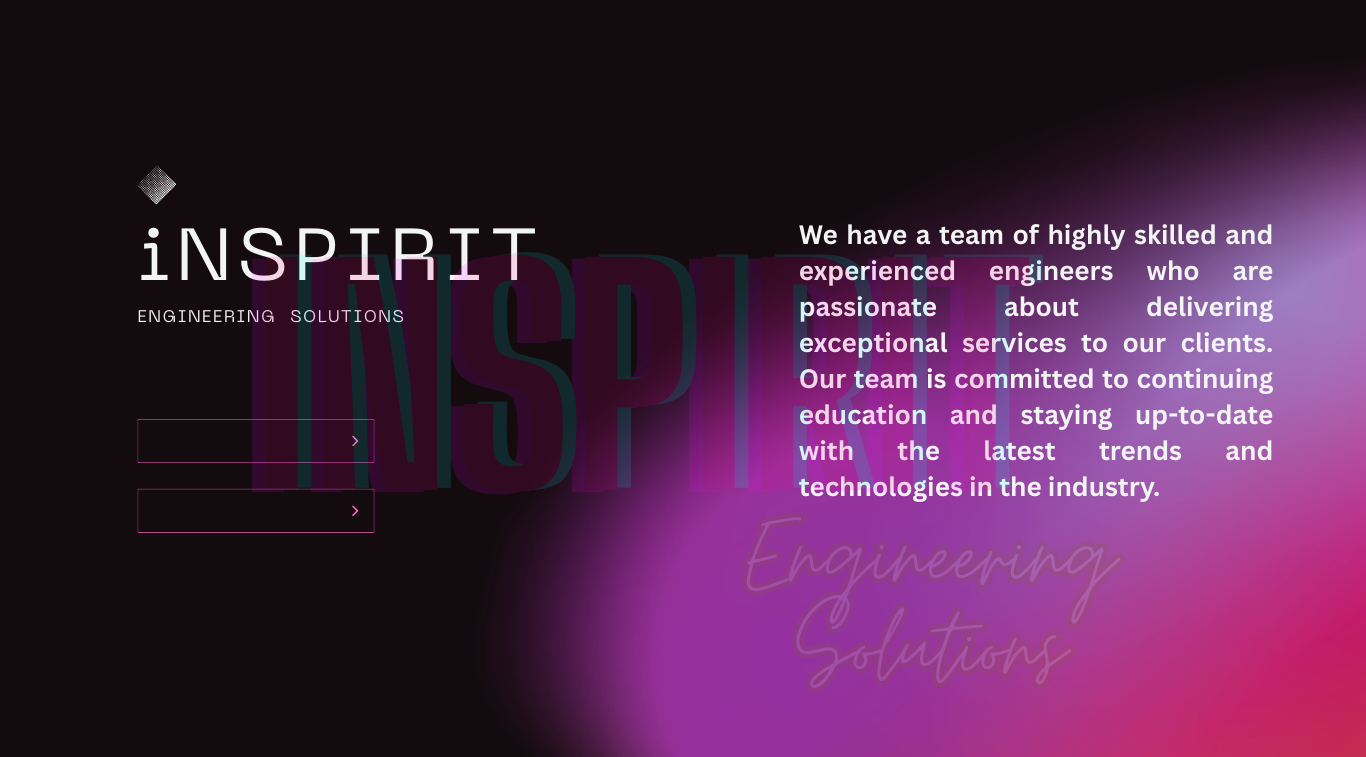 iNSPIRIT
ENGINEERING SOLUTIONS
INSPIRIT
We have a team of highly skilled and
experienced engineers who are
passionate about delivering
exceptional services to our clients.
Our team is committed to continuing
education and staying up-to-date
with the latest trends and
technologies in the industry.
Engineering
Solutions